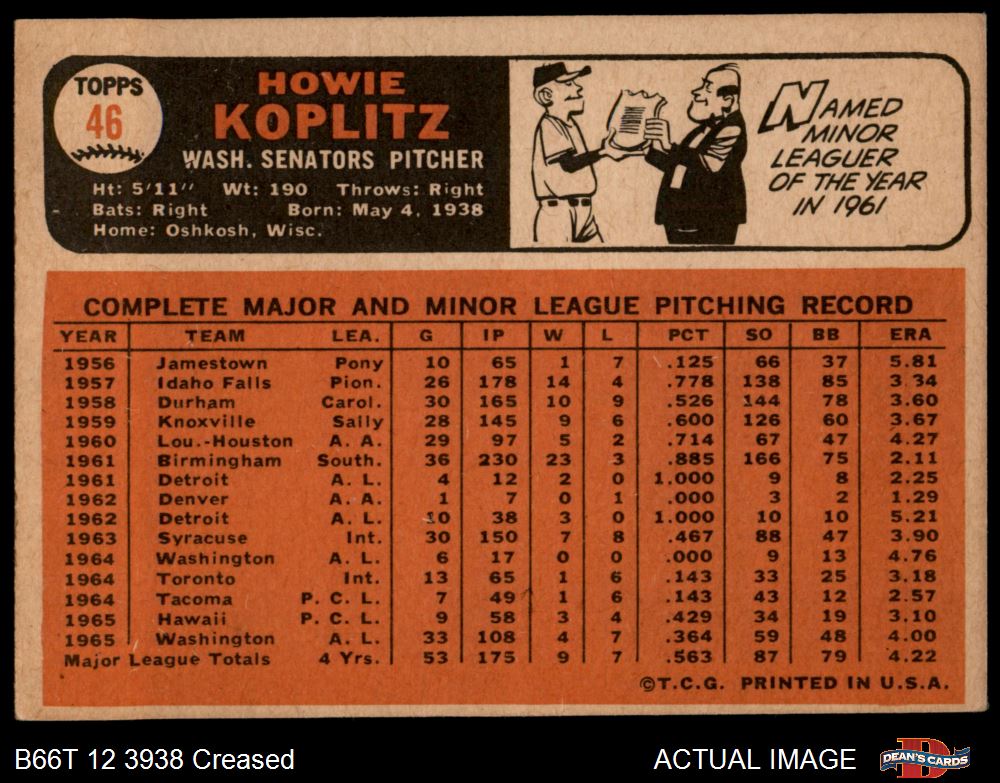 TOPPS
46
HOWIE
KOPLITZ
WASH. SENATORS PITCHER
Ht: 5'11" Wt: 190 Throws: Right
Bats: Right Born: May 4, 1938
Home: Oshkosh, Wisc.
NAMED
MINOR
LEAGUER
OF THE YEAR
IN 1961
COMPLETE MAJOR AND MINOR LEAGUE PITCHING RECORD
YEAR TEAM LEA. G IP W L PCT SO BB ERA
1956 Jamestown Pony 10 65 1 7 .125 66 37 5.81
1957 Idaho Falls Pion. 26 178 14 4 .778 138 85 3.34
1958 Durham Carol. 30 165 10 9 .526 144 78 3.60
1959 Knoxville Sally 28 145 9 6 .600 126 60 3.67
1960 Lou.-Houston A. A. 29 97 5 2 .714 67 47 4.27
1961 Birmingham South. 36 230 23 3 .885 166 75 2.11
1961 Detroit A. L. 4 12 2 0 1.000 9 8 2.25
1962 Denver A. A. 1 7 0 1 .000 3 2 1.29
1962 Detroit A. L. 10 38 3 0 1.000 10 10 5.21
1963 Syracuse Int. 30 150 7 8 .467 88 47 3.90
1964 Washington A. L. 6 17 0 0 .000 9 13 4.76
1964 Toronto Int. 13 65 1 6 .143 33 25 3.18
1964 Tacoma P. C. L. 7 49 1 6 .143 43 12 2.57
1965 Hawaii P. C. L. 9 58 3 4 .429 34 19 3.10
1965 Washington A. L. 33 108 4 7 .364 59 48 4.00
Major League Totals 4 Yrs. 53 175 9 7 .563 87 79 4.22
©T.C.G. PRINTED IN U.S.A.
B66T 12 3938 Creased
ACTUAL IMAGE
DEAN'S CARDS